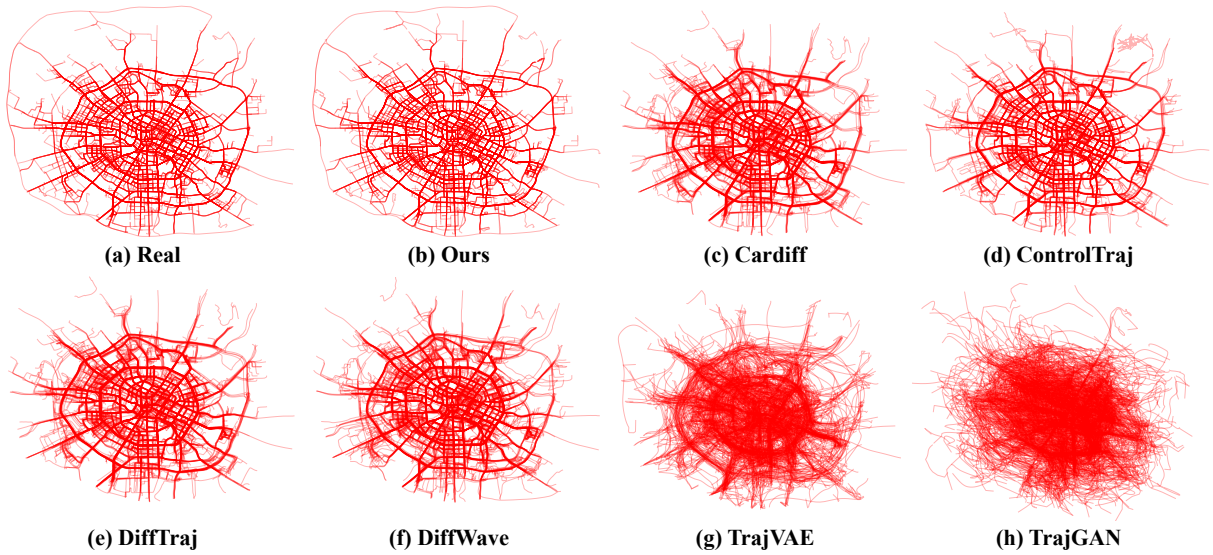 (a) Real
(b) Ours
(c) Cardiff
(d) ControlTraj
(e) DiffTraj
(f) DiffWave
(g) TrajVAE
(h) TrajGAN